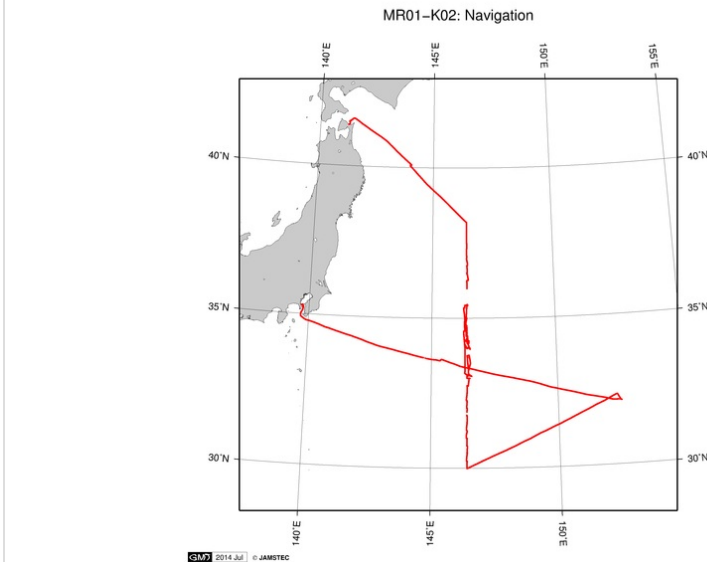 MR01−K02: Navigation
140˚E 145˚E 150˚E 155˚E
40˚N 40˚N
35˚N 35˚N
30˚N 30˚N
140˚E 145˚E 150˚E
GMT 2014 Jul © JAMSTEC